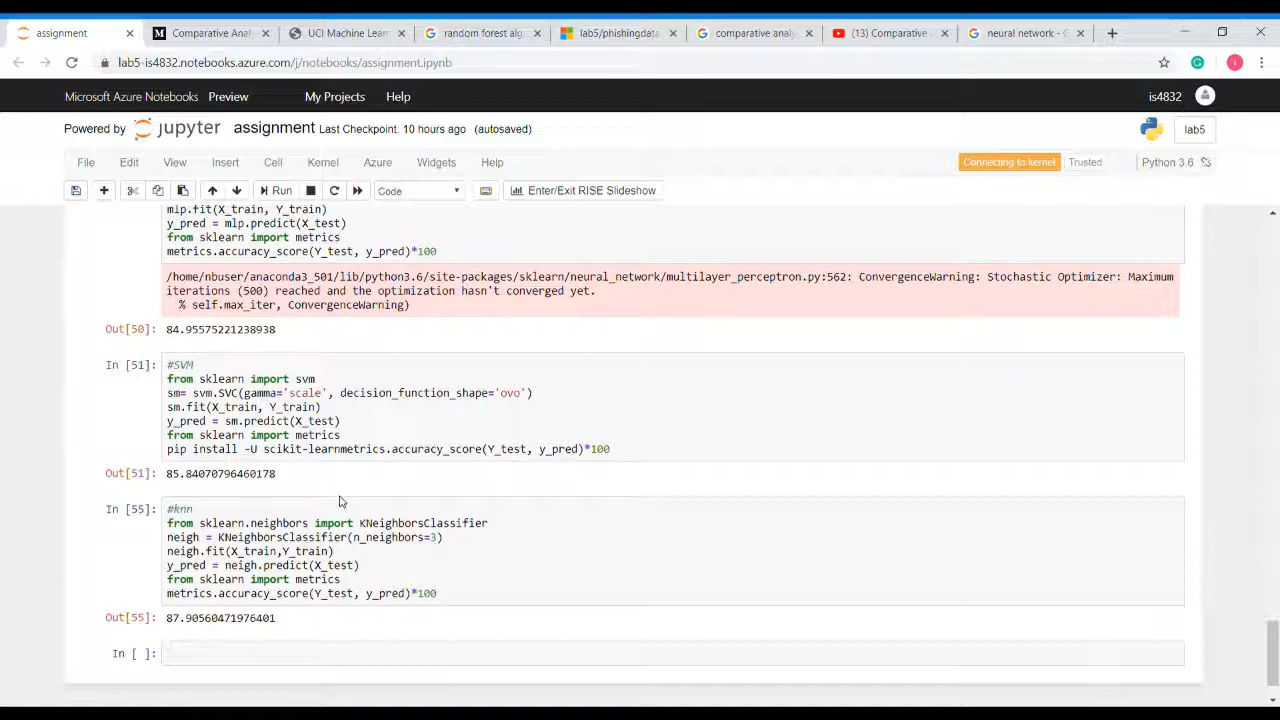 assignment
Comparative Anal
UCI Machine Lear
random forest alg
lab5/phishingdata
comparative analy
(13) Comparative
neural network - G
lab5-is4832.notebooks.azure.com/j/notebooks/assignment.ipynb
Microsoft Azure Notebooks Preview My Projects Help is4832
Powered by jupyter assignment Last Checkpoint: 10 hours ago (autosaved) lab5
File Edit View Insert Cell Kernel Azure Widgets Help Connecting to kernel Trusted Python 3.6
Run Code Enter/Exit RISE Slideshow
mlp.fit(X_train, Y_train)
y_pred = mlp.predict(X_test)
from sklearn import metrics
metrics.accuracy_score(Y_test, y_pred)*100
/home/nbuser/anaconda3_501/lib/python3.6/site-packages/sklearn/neural_network/multilayer_perceptron.py:562: ConvergenceWarning: Stochastic Optimizer: Maximum
iterations (500) reached and the optimization hasn't converged yet.
% self.max_iter, ConvergenceWarning)
Out[50]: 84.95575221238938
In [51]: #SVM
from sklearn import svm
sm= svm.SVC(gamma='scale', decision_function_shape='ovo')
sm.fit(X_train, Y_train)
y_pred = sm.predict(X_test)
from sklearn import metrics
pip install -U scikit-learnmetrics.accuracy_score(Y_test, y_pred)*100
Out[51]: 85.84070796460178
In [55]: #knn
from sklearn.neighbors import KNeighborsClassifier
neigh = KNeighborsClassifier(n_neighbors=3)
neigh.fit(X_train,Y_train)
y_pred = neigh.predict(X_test)
from sklearn import metrics
metrics.accuracy_score(Y_test, y_pred)*100
Out[55]: 87.90560471976401
In [ ]: